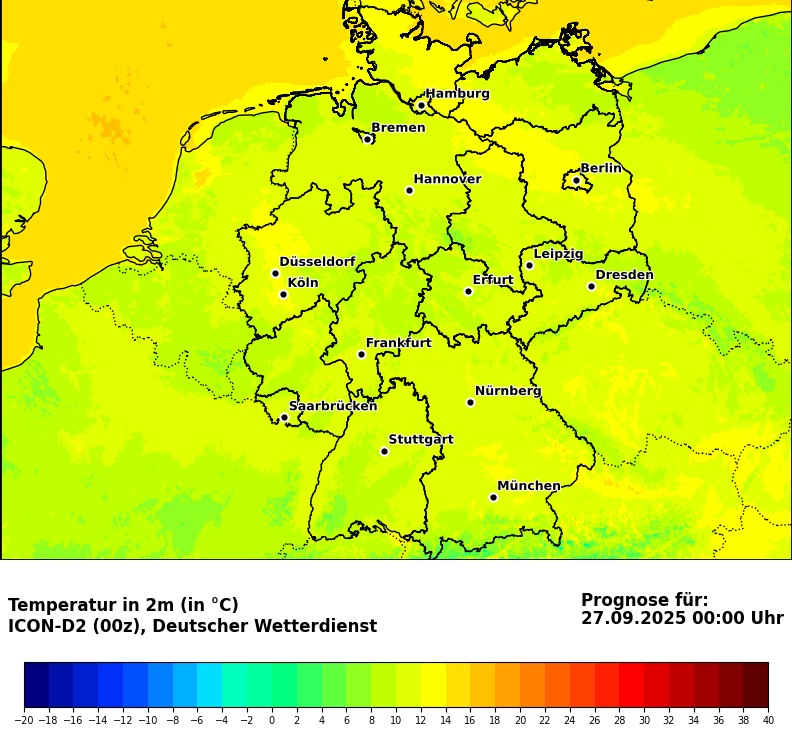 Hamburg
Bremen
Berlin
Hannover
Leipzig
Düsseldorf
Dresden
Köln
Erfurt
Frankfurt
Nürnberg
Saarbrücken
Stuttgart
München
Temperatur in 2m (in °C)
ICON-D2 (00z), Deutscher Wetterdienst
Prognose für:
27.09.2025 00:00 Uhr
−20 −18 −16 −14 −12 −10 −8 −6 −4 −2 0 2 4 6 8 10 12 14 16 18 20 22 24 26 28 30 32 34 36 38 40